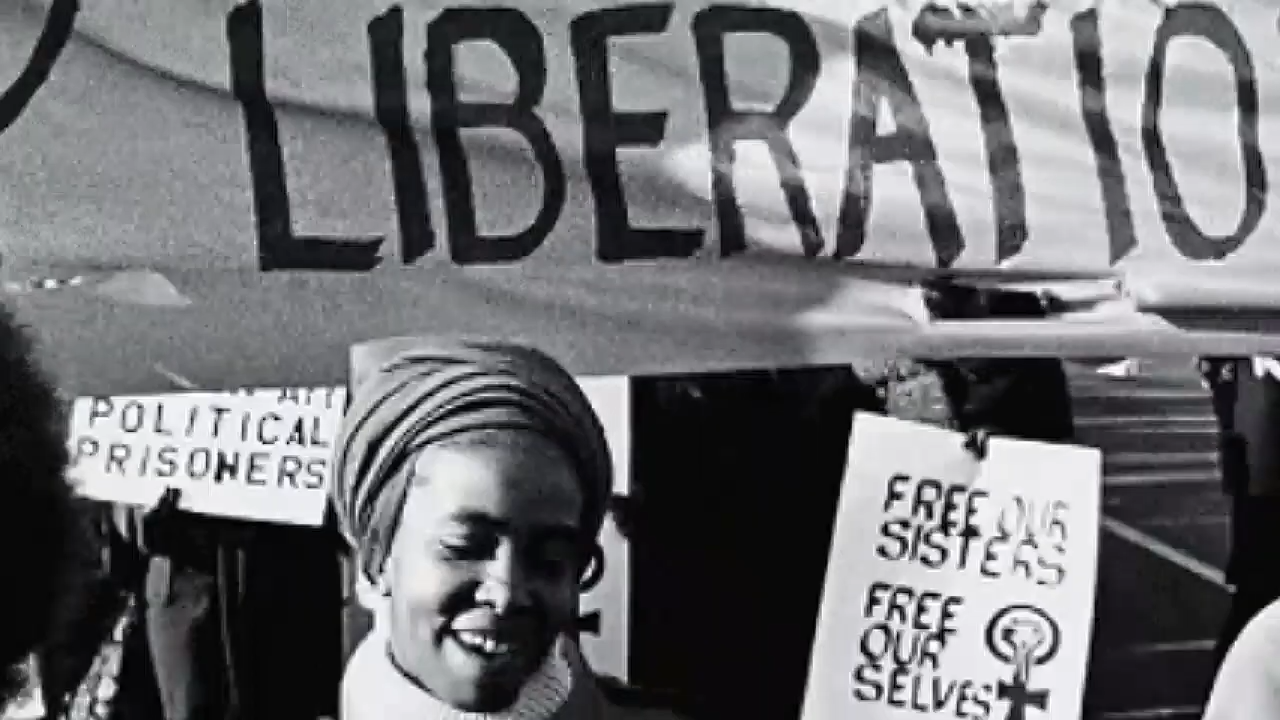 LIBERATIO
POLITICAL
PRISONERS
FREE OUR
SISTERS
FREE
OUR
SELVES